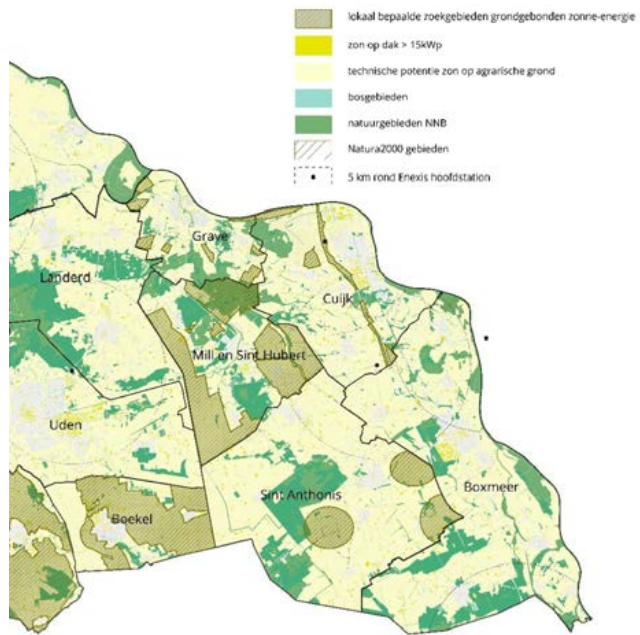 lokaal bepaalde zoekgebieden grondgebonden zonne-energie
zon op dak > 15kWp
technische potentie zon op agrarische grond
bosgebieden
natuurgebieden NNB
Natura2000 gebieden
5 km rond Enexis hoofdstation
Grave
Landerd
Cuijk
Mill en Sint Hubert
Uden
Sint Anthonis
Boxmeer
Boekel